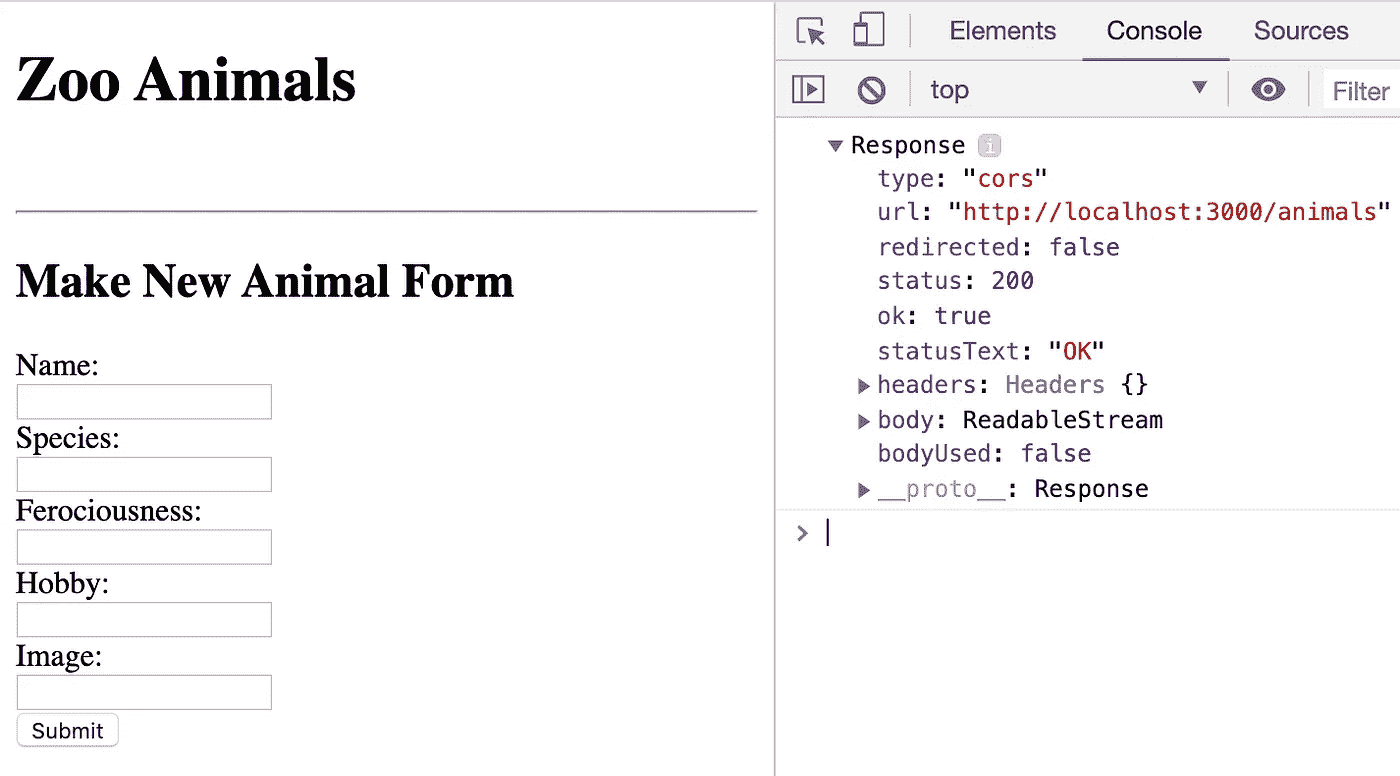 Zoo Animals
Make New Animal Form
Name:
Species:
Ferociousness:
Hobby:
Image:
Submit
Elements Console Sources
top Filter
Response i
type: "cors"
url: "http://localhost:3000/animals"
redirected: false
status: 200
ok: true
statusText: "OK"
headers: Headers {}
body: ReadableStream
bodyUsed: false
__proto__: Response
>